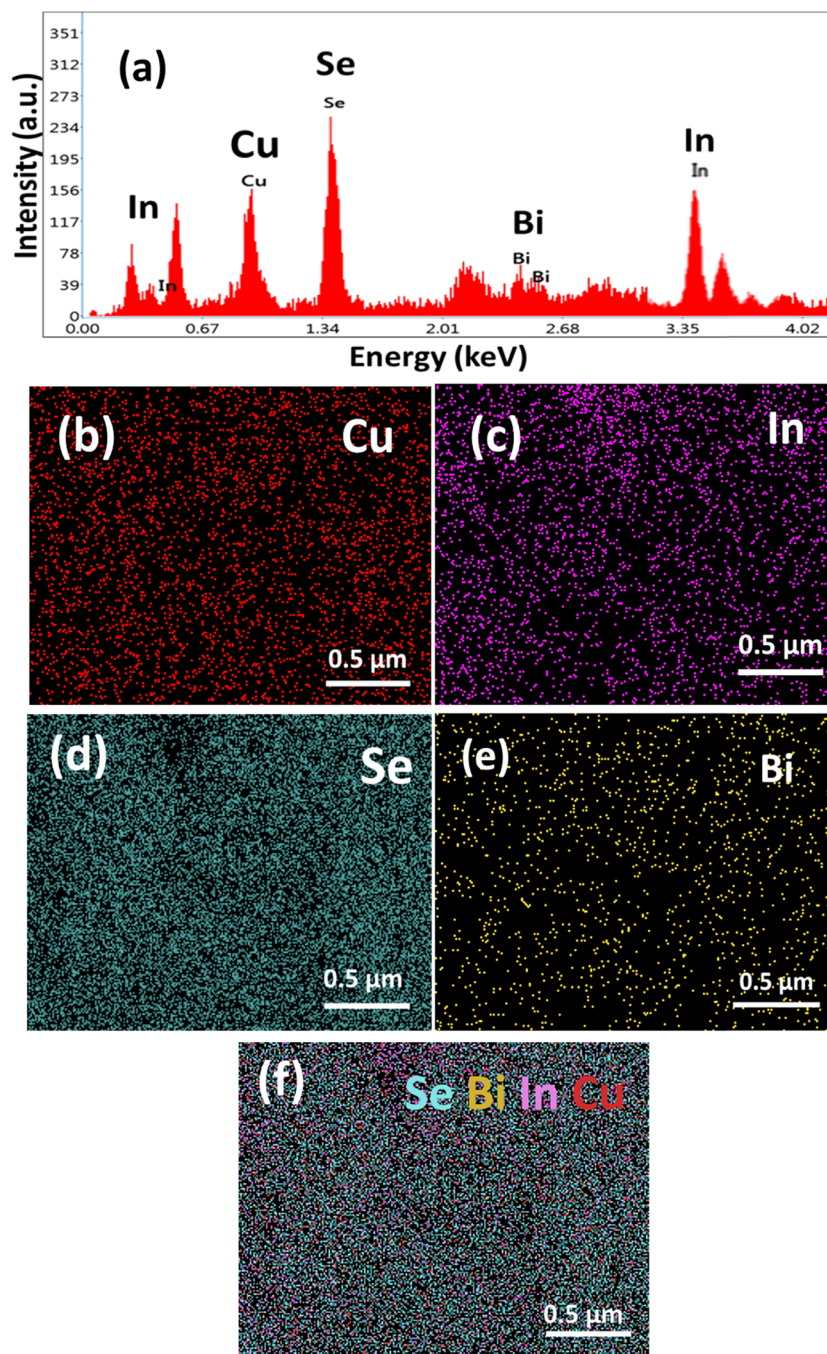 351
312
273
234
195
156
117
78
39
0
Intensity (a.u.)
(a)
In
In
Cu
Cu
Se
Se
Bi
Bi
Bi
In
In
0.00 0.67 1.34 2.01 2.68 3.35 4.02
Energy (keV)
(b) Cu
0.5 µm
(c) In
0.5 µm
(d) Se
0.5 µm
(e) Bi
0.5 µm
(f) Se Bi In Cu
0.5 µm